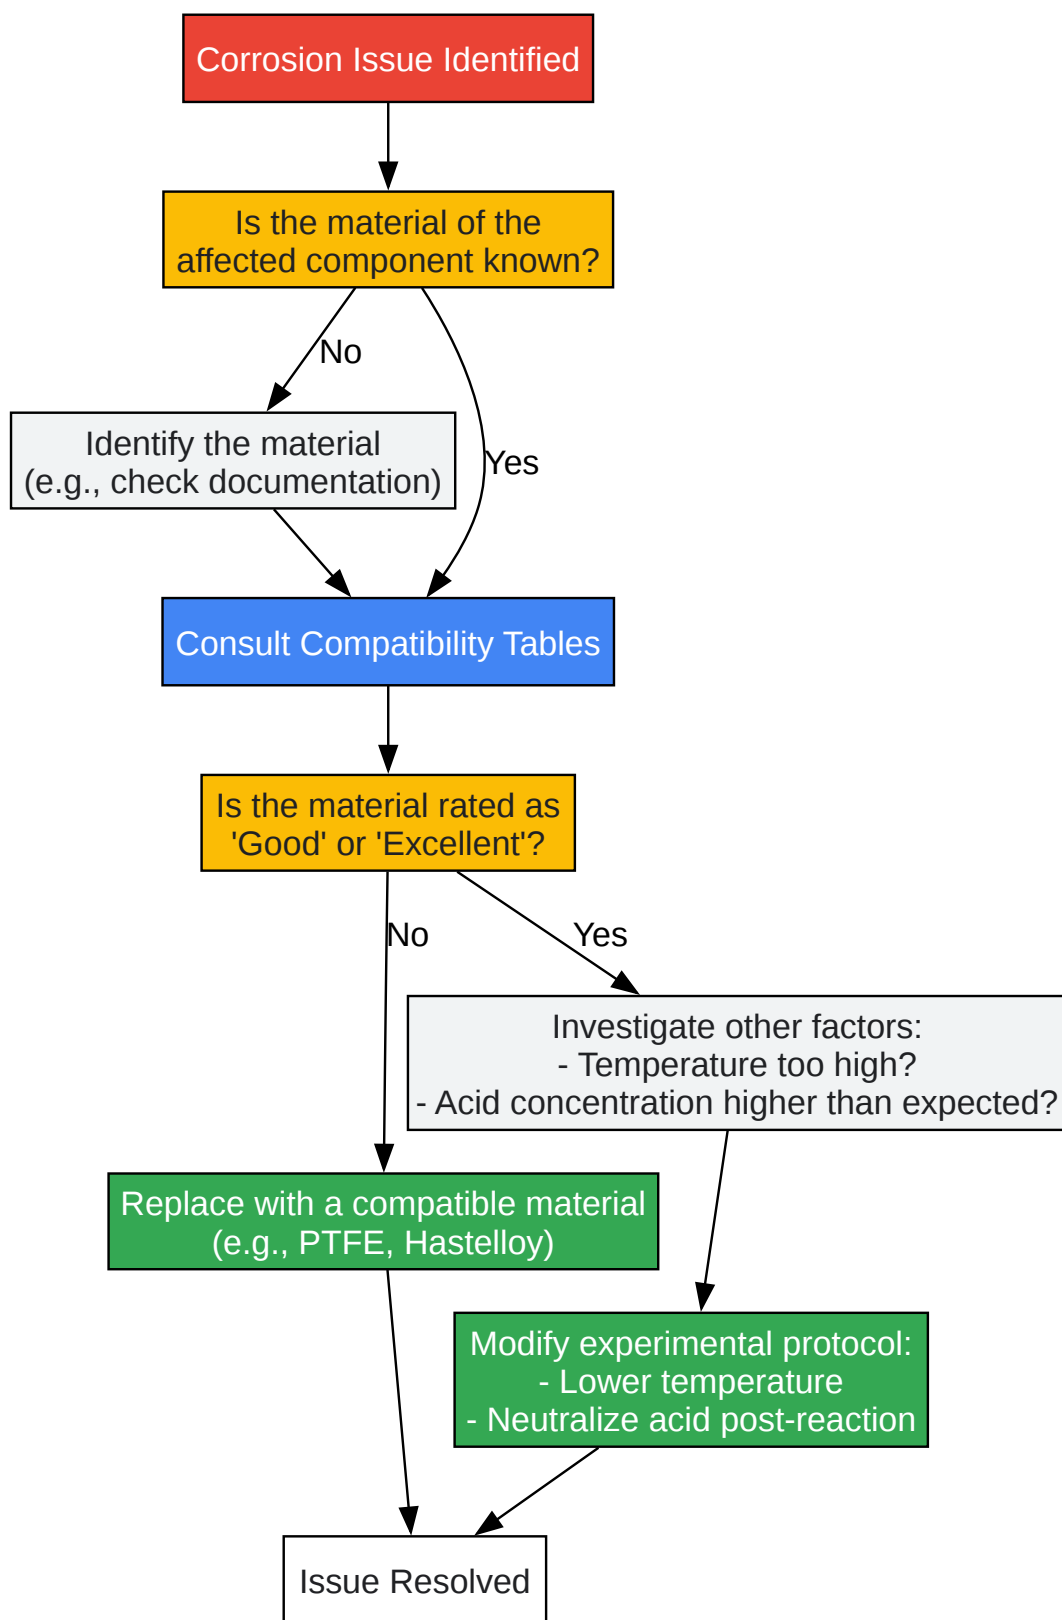 Corrosion Issue Identified
Is the material of the
affected component known?
No
Yes
Identify the material
(e.g., check documentation)
Consult Compatibility Tables
Is the material rated as
'Good' or 'Excellent'?
No
Yes
Investigate other factors:
- Temperature too high?
- Acid concentration higher than expected?
Replace with a compatible material
(e.g., PTFE, Hastelloy)
Modify experimental protocol:
- Lower temperature
- Neutralize acid post-reaction
Issue Resolved